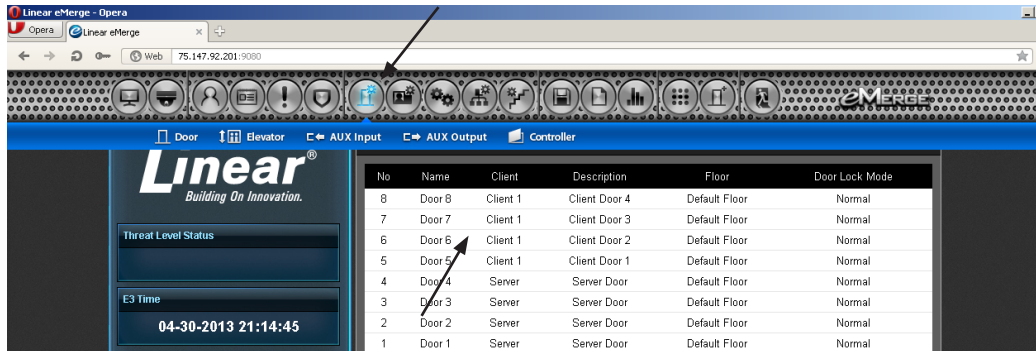 Linear eMerge - Opera
Opera Linear eMerge
Web 75.147.92.201:9080
eMERGE
Door Elevator AUX Input AUX Output Controller
Linear®
Building On Innovation.
Threat Level Status
E3 Time
04-30-2013 21:14:45
No Name Client Description Floor Door Lock Mode
8 Door 8 Client 1 Client Door 4 Default Floor Normal
7 Door 7 Client 1 Client Door 3 Default Floor Normal
6 Door 6 Client 1 Client Door 2 Default Floor Normal
5 Door 5 Client 1 Client Door 1 Default Floor Normal
4 Door 4 Server Server Door Default Floor Normal
3 Door 3 Server Server Door Default Floor Normal
2 Door 2 Server Server Door Default Floor Normal
1 Door 1 Server Server Door Default Floor Normal